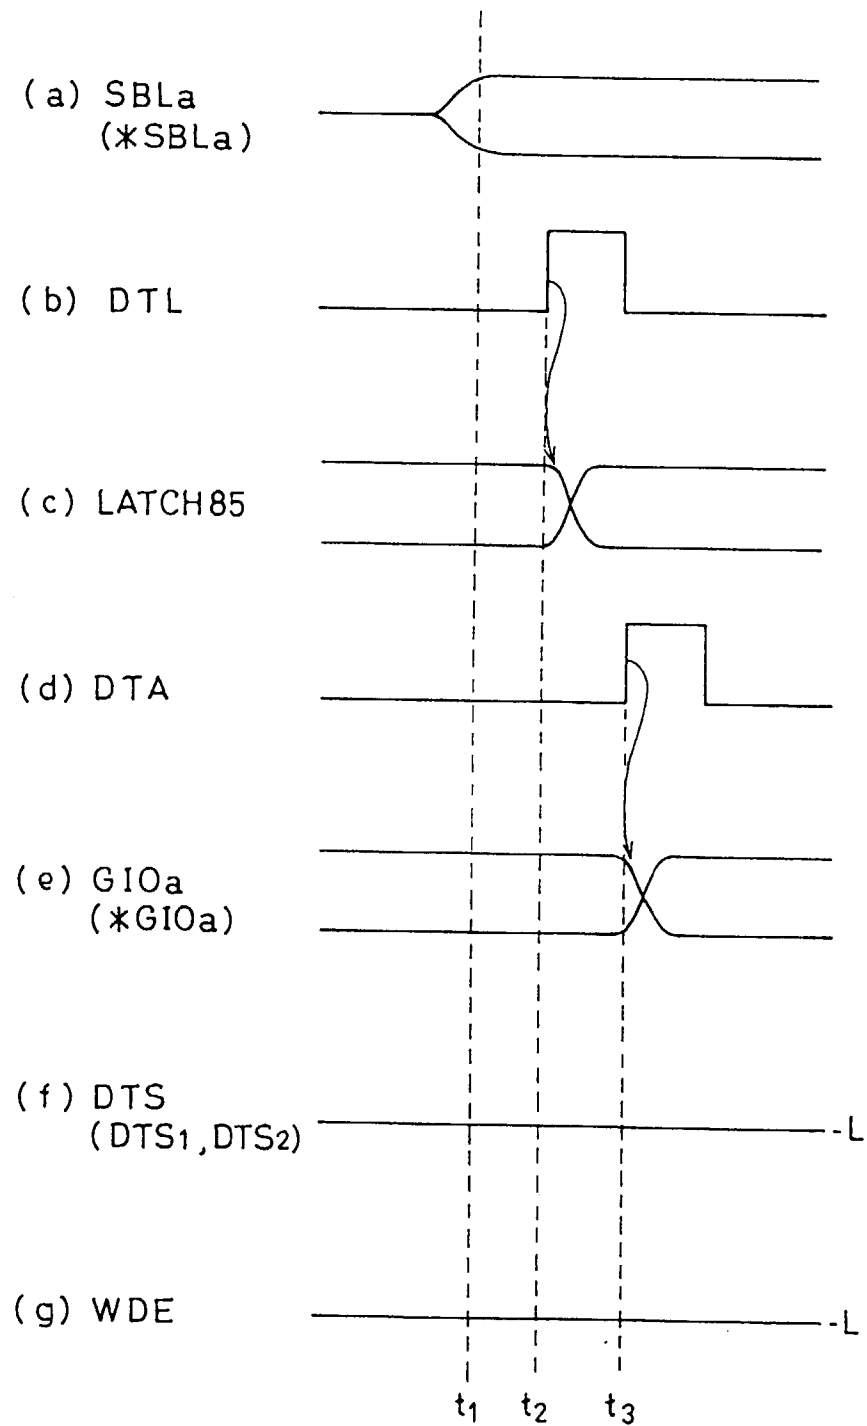 (a) SBLa
(*SBLa)
(b) DTL
(c) LATCH85
(d) DTA
(e) GIOa
(*GIOa)
(f) DTS
(DTS1,DTS2)
-L
(g) WDE
-L
t1 t2 t3